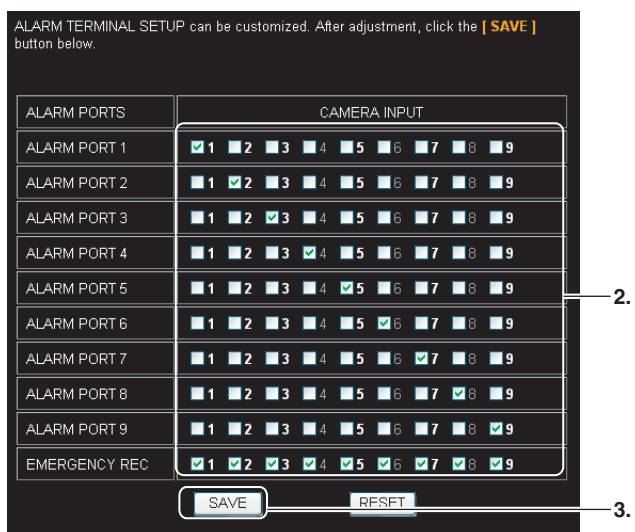 ALARM TERMINAL SETUP can be customized. After adjustment, click the [ SAVE ]
button below.
ALARM PORTS CAMERA INPUT
ALARM PORT 1 1 2 3 4 5 6 7 8 9
ALARM PORT 2 1 2 3 4 5 6 7 8 9
ALARM PORT 3 1 2 3 4 5 6 7 8 9
ALARM PORT 4 1 2 3 4 5 6 7 8 9
ALARM PORT 5 1 2 3 4 5 6 7 8 9
2.
ALARM PORT 6 1 2 3 4 5 6 7 8 9
ALARM PORT 7 1 2 3 4 5 6 7 8 9
ALARM PORT 8 1 2 3 4 5 6 7 8 9
ALARM PORT 9 1 2 3 4 5 6 7 8 9
EMERGENCY REC 1 2 3 4 5 6 7 8 9
SAVE RESET 3.